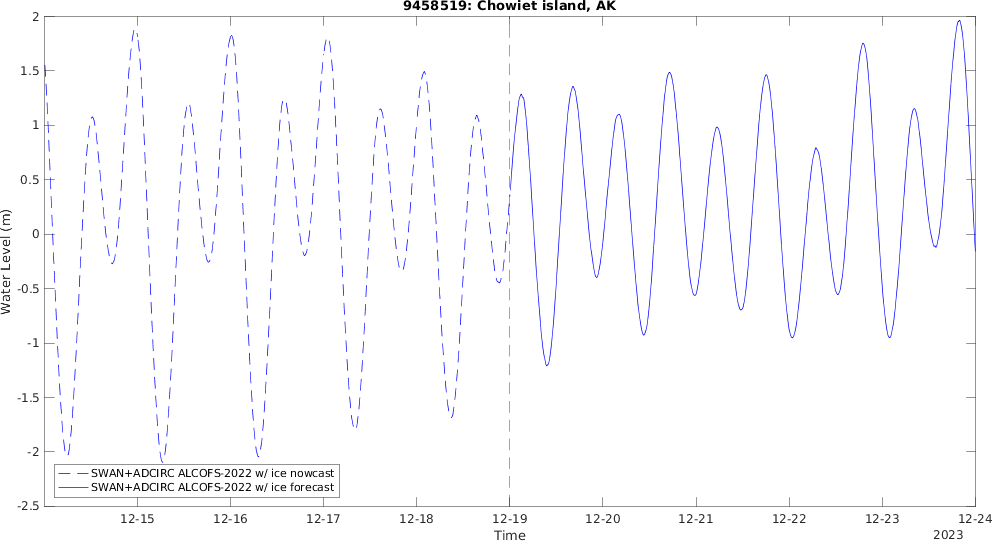 9458519: Chowiet island, AK
2
1.5
1
0.5
0
-0.5
-1
-1.5
-2
-2.5
Water Level (m)
SWAN+ADCIRC ALCOFS-2022 w/ ice nowcast
SWAN+ADCIRC ALCOFS-2022 w/ ice forecast
12-15 12-16 12-17 12-18 12-19 12-20 12-21 12-22 12-23 12-24
Time
2023